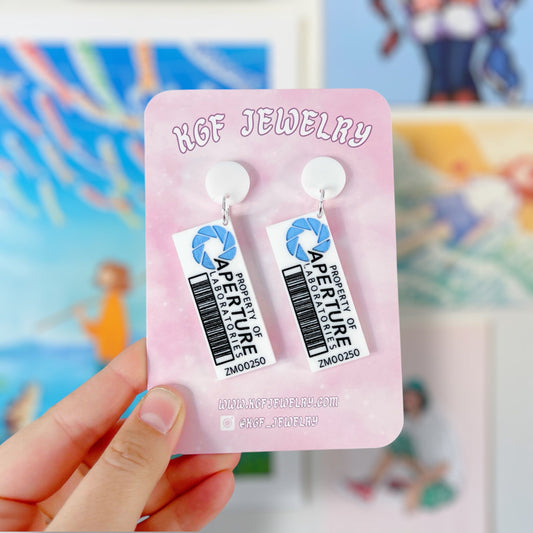 KGF JEWELRY
PROPERTY OF
APERTURE
LABORATORIES
ZM00250
PROPERTY OF
APERTURE
LABORATORIES
ZM00250
WWW.KGFJEWELRY.COM
@KGF_JEWELRY